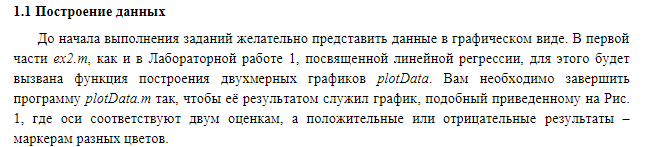 1.1 Построение данных
До начала выполнения заданий желательно представить данные в графическом виде. В первой
части ex2.m, как и в Лабораторной работе 1, посвященной линейной регрессии, для этого будет
вызвана функция построения двухмерных графиков plotData. Вам необходимо завершить
программу plotData.m так, чтобы её результатом служил график, подобный приведенному на Рис.
1, где оси соответствуют двум оценкам, а положительные или отрицательные результаты –
маркерам разных цветов.